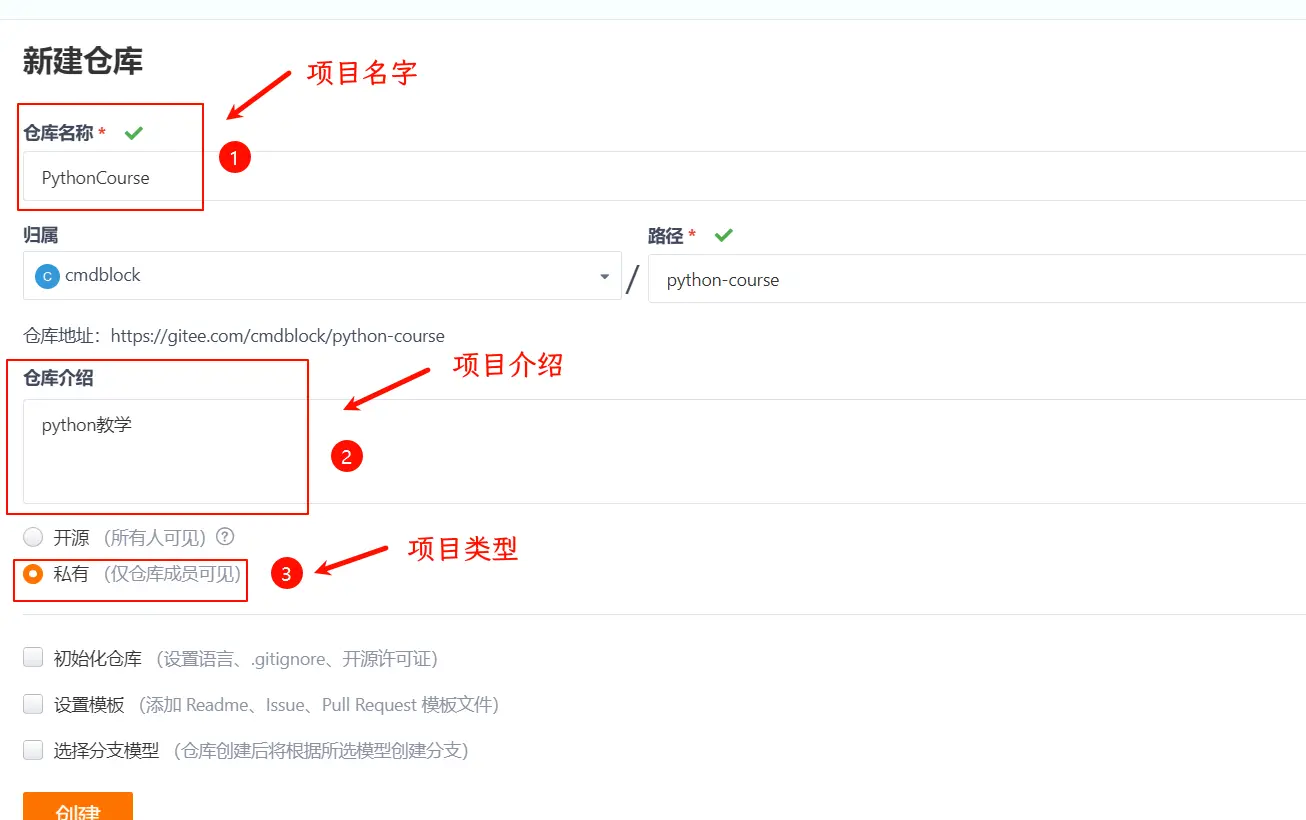 新建仓库
项目名字
仓库名称 *
1
PythonCourse
归属
路径 *
C cmdblock
/
python-course
仓库地址：https://gitee.com/cmdblock/python-course
项目介绍
仓库介绍
python教学
2
开源 （所有人可见） ?
项目类型
私有 （仅仓库成员可见）
3
初始化仓库 （设置语言、.gitignore、开源许可证）
设置模板 （添加 Readme、Issue、Pull Request 模板文件）
选择分支模型 （仓库创建后将根据所选模型创建分支）
创建